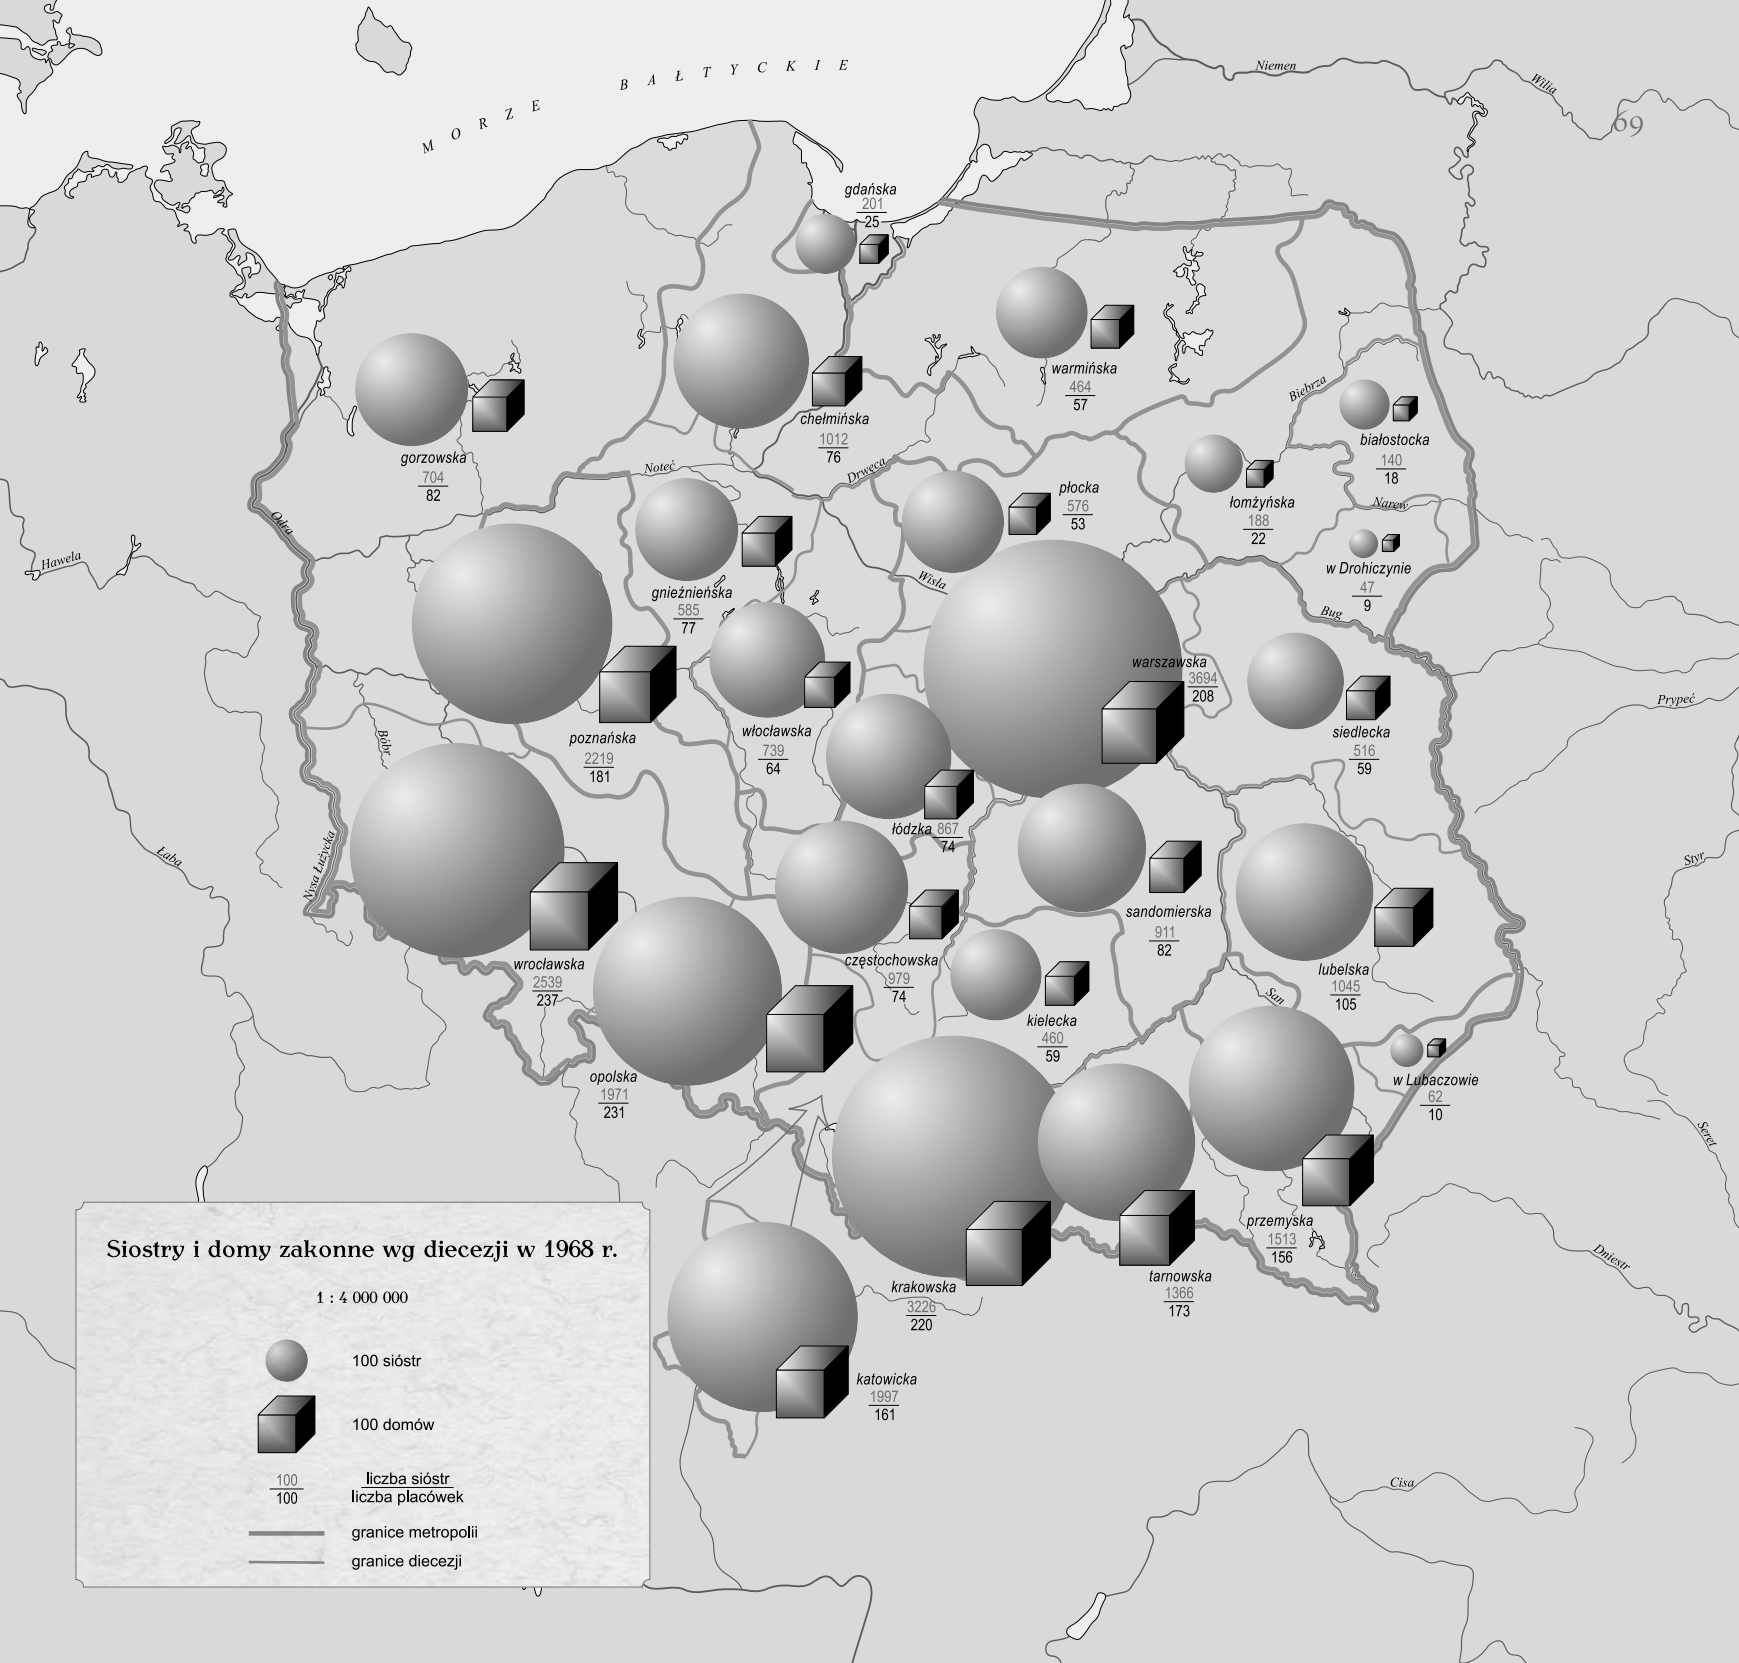 MORZE BAŁTYCKIE
Niemen
Wilia
69
gdańska
201
25
warmińska
464
57
chełmińska
1012
76
gorzowska
704
82
Biebrza
białostocka
140
18
Noteć
Drwęca
płocka
576
53
łomżyńska
188
22
Narew
Odra
w Drohiczynie
47
9
Hawela
Wisła
gnieźnieńska
585
77
Bug
warszawska
3694
208
Prypeć
siedlecka
516
59
poznańska
2219
181
włocławska
739
64
Bóbr
łódzka
867
74
Nysa Łużycka
Łaba
Styr
sandomierska
911
82
wrocławska
2539
237
częstochowska
979
74
lubelska
1045
105
San
kielecka
460
59
opolska
1971
231
w Lubaczowie
62
10
Seret
przemyska
1513
156
Dniestr
tarnowska
1366
173
krakowska
3226
220
katowicka
1997
161
Cisa
Siostry i domy zakonne wg diecezji w 1968 r.
1 : 4 000 000
100 sióstr
100 domów
100
100
liczba sióstr
liczba placówek
granice metropolii
granice diecezji